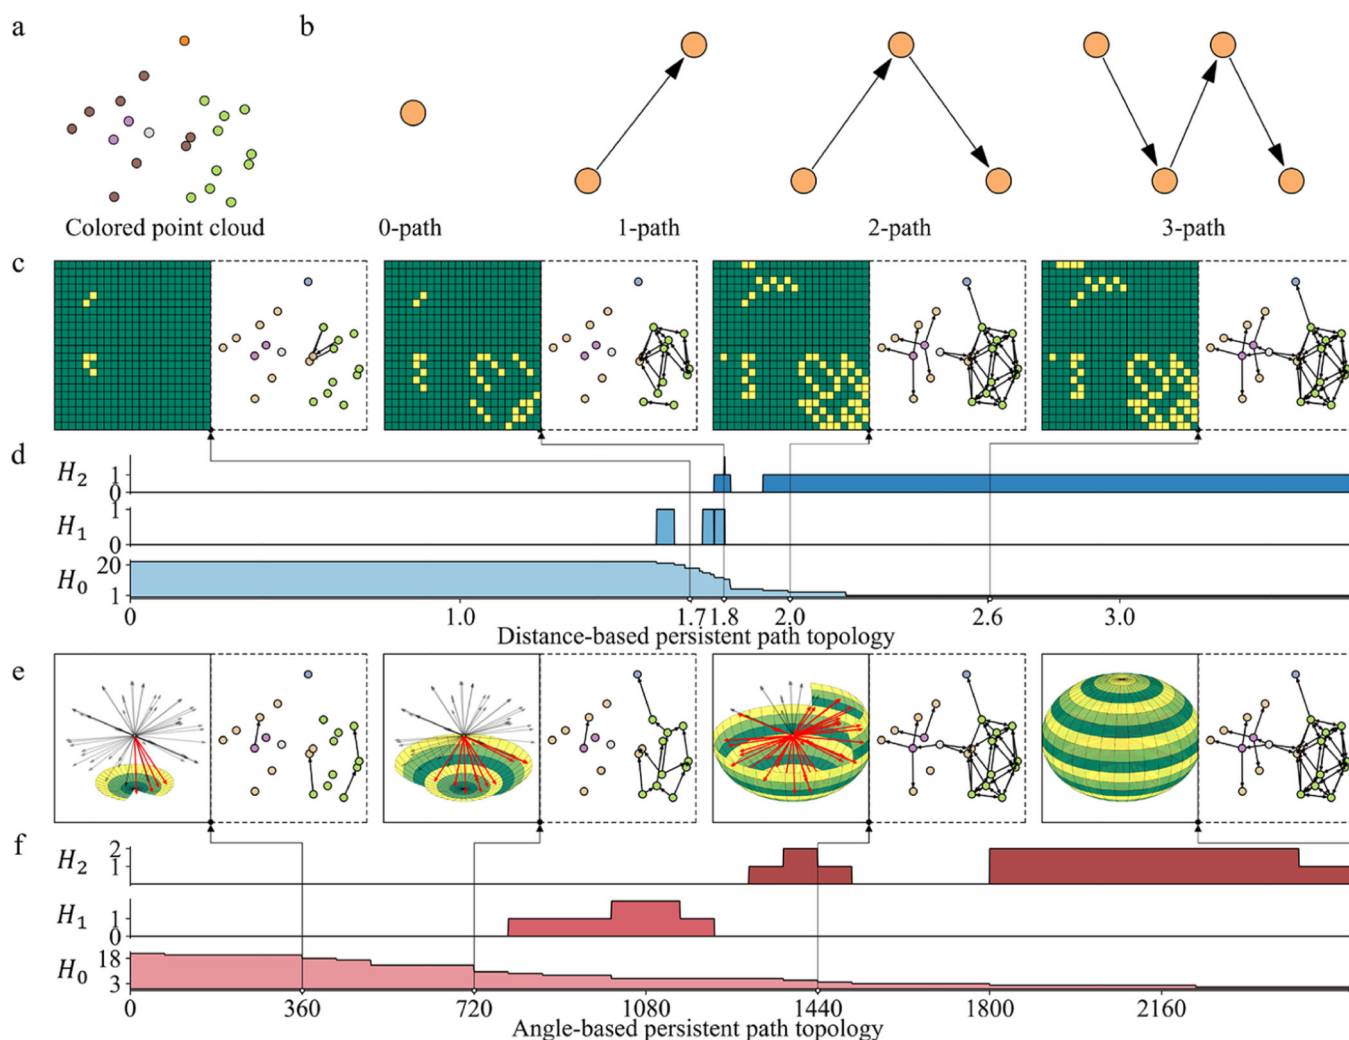 a
b
Colored point cloud
0-path
1-path
2-path
3-path
c
d
H₂
1
0
H₁
1
0
H₀
20
1
0
1.0
1.7
1.8
2.0
2.6
3.0
Distance-based persistent path topology
e
f
H₂
2
1
H₁
1
0
H₀
18
3
0
360
720
1080
1440
1800
2160
Angle-based persistent path topology